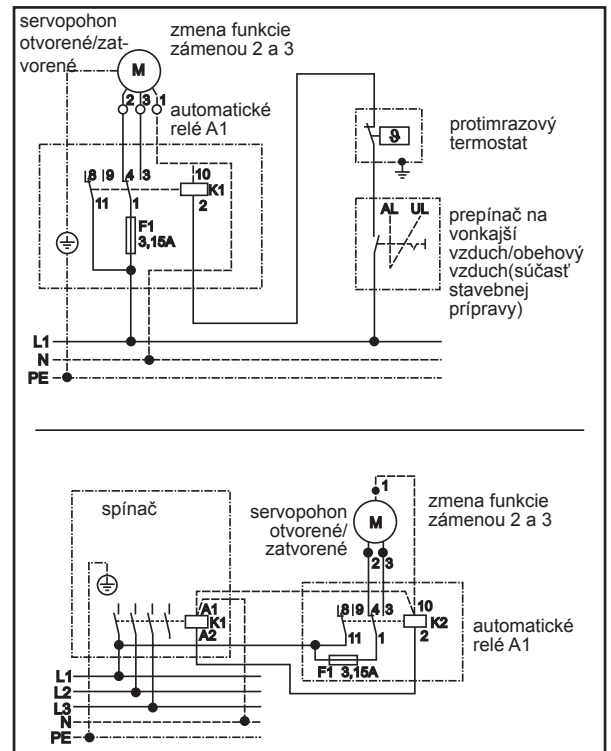 servopohon
otvorené/zat-
vorené
zmena funkcie
zámenou 2 a 3
M
2 3 1
automatické
relé A1
protimrazový
termostat
ϑ
8 9 4 3 10
K1
11 1 2
F1
3,15A
AL UL
prepínač na
vonkajší
vzduch/obehový
vzduch(súčasť
stavebnej
prípravy)
L1
N
PE
spínač
1
servopohon
otvorené/
zatvorené
M
zmena funkcie
zámenou 2 a 3
2 3
A1
K1
A2
8 9 4 3 10
K2
11 1 2
F1 3,15A
automatické
relé A1
L1
L2
L3
N
PE